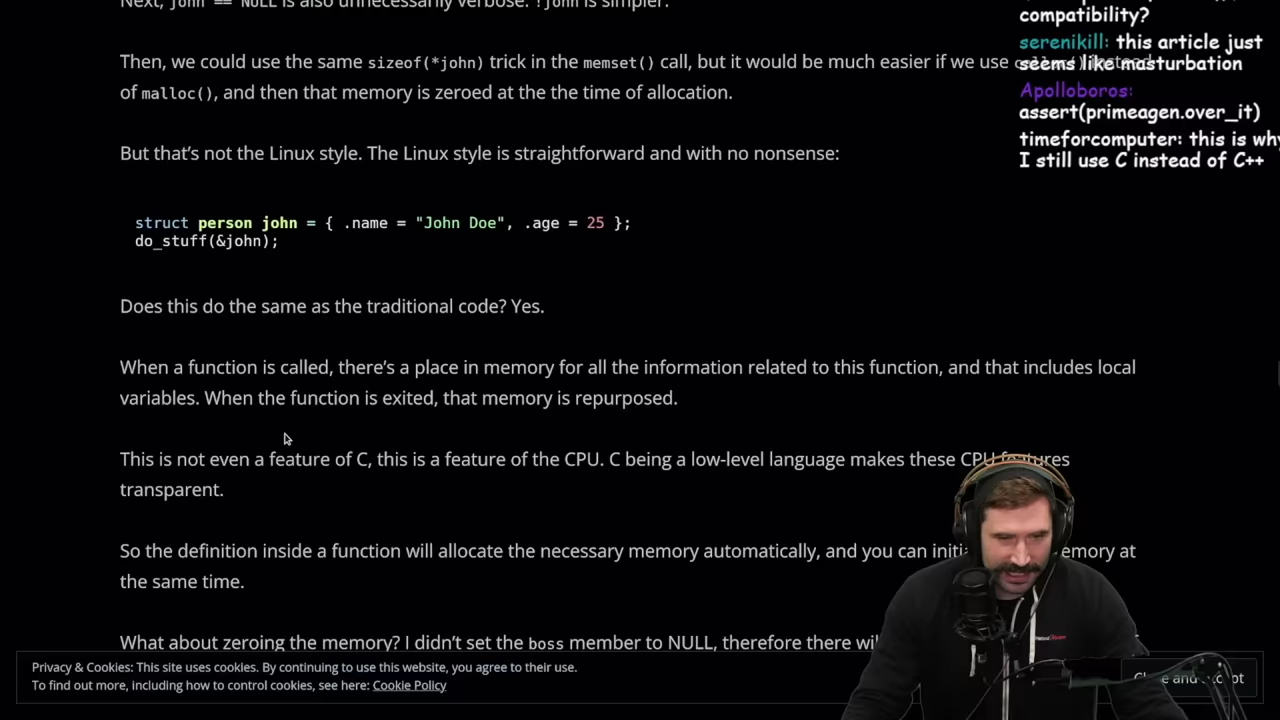 Next, john == NULL is also unnecessarily verbose. !john is simpler.
compatibility?
serenikill: this article just
seems like masturbation
Then, we could use the same sizeof(*john) trick in the memset() call, but it would be much easier if we use
of malloc(), and then that memory is zeroed at the the time of allocation.
Apolloboros:
assert(primeagen.over_it)
timeforcomputer: this is why
I still use C instead of C++
But that's not the Linux style. The Linux style is straightforward and with no nonsense:
struct person john = { .name = "John Doe", .age = 25 };
do_stuff(&john);
Does this do the same as the traditional code? Yes.
When a function is called, there's a place in memory for all the information related to this function, and that includes local
variables. When the function is exited, that memory is repurposed.
This is not even a feature of C, this is a feature of the CPU. C being a low-level language makes these CPU features
transparent.
So the definition inside a function will allocate the necessary memory automatically, and you can emory at
the same time.
What about zeroing the memory? I didn't set the boss member to NULL, therefore there
Privacy & Cookies: This site uses cookies. By continuing to use this website, you agree to their use.
To find out more, including how to control cookies, see here: Cookie Policy